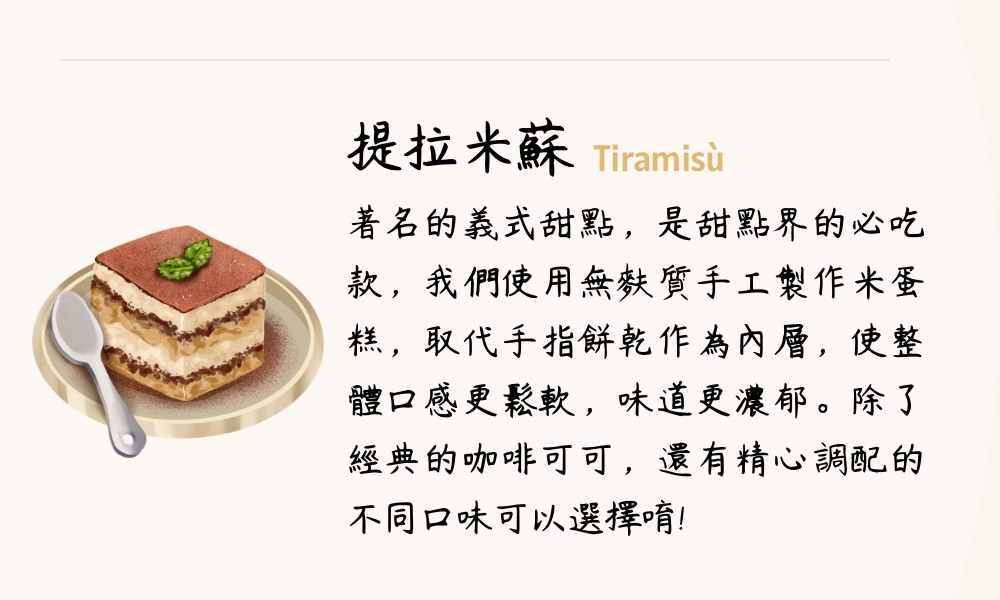 提拉米蘇 Tiramisù
著名的義式甜點，是甜點界的必吃
款，我們使用無麩質手工製作米蛋
糕，取代手指餅乾作為內層，使整
體口感更鬆軟，味道更濃郁。除了
經典的咖啡可可，還有精心調配的
不同口味可以選擇唷!